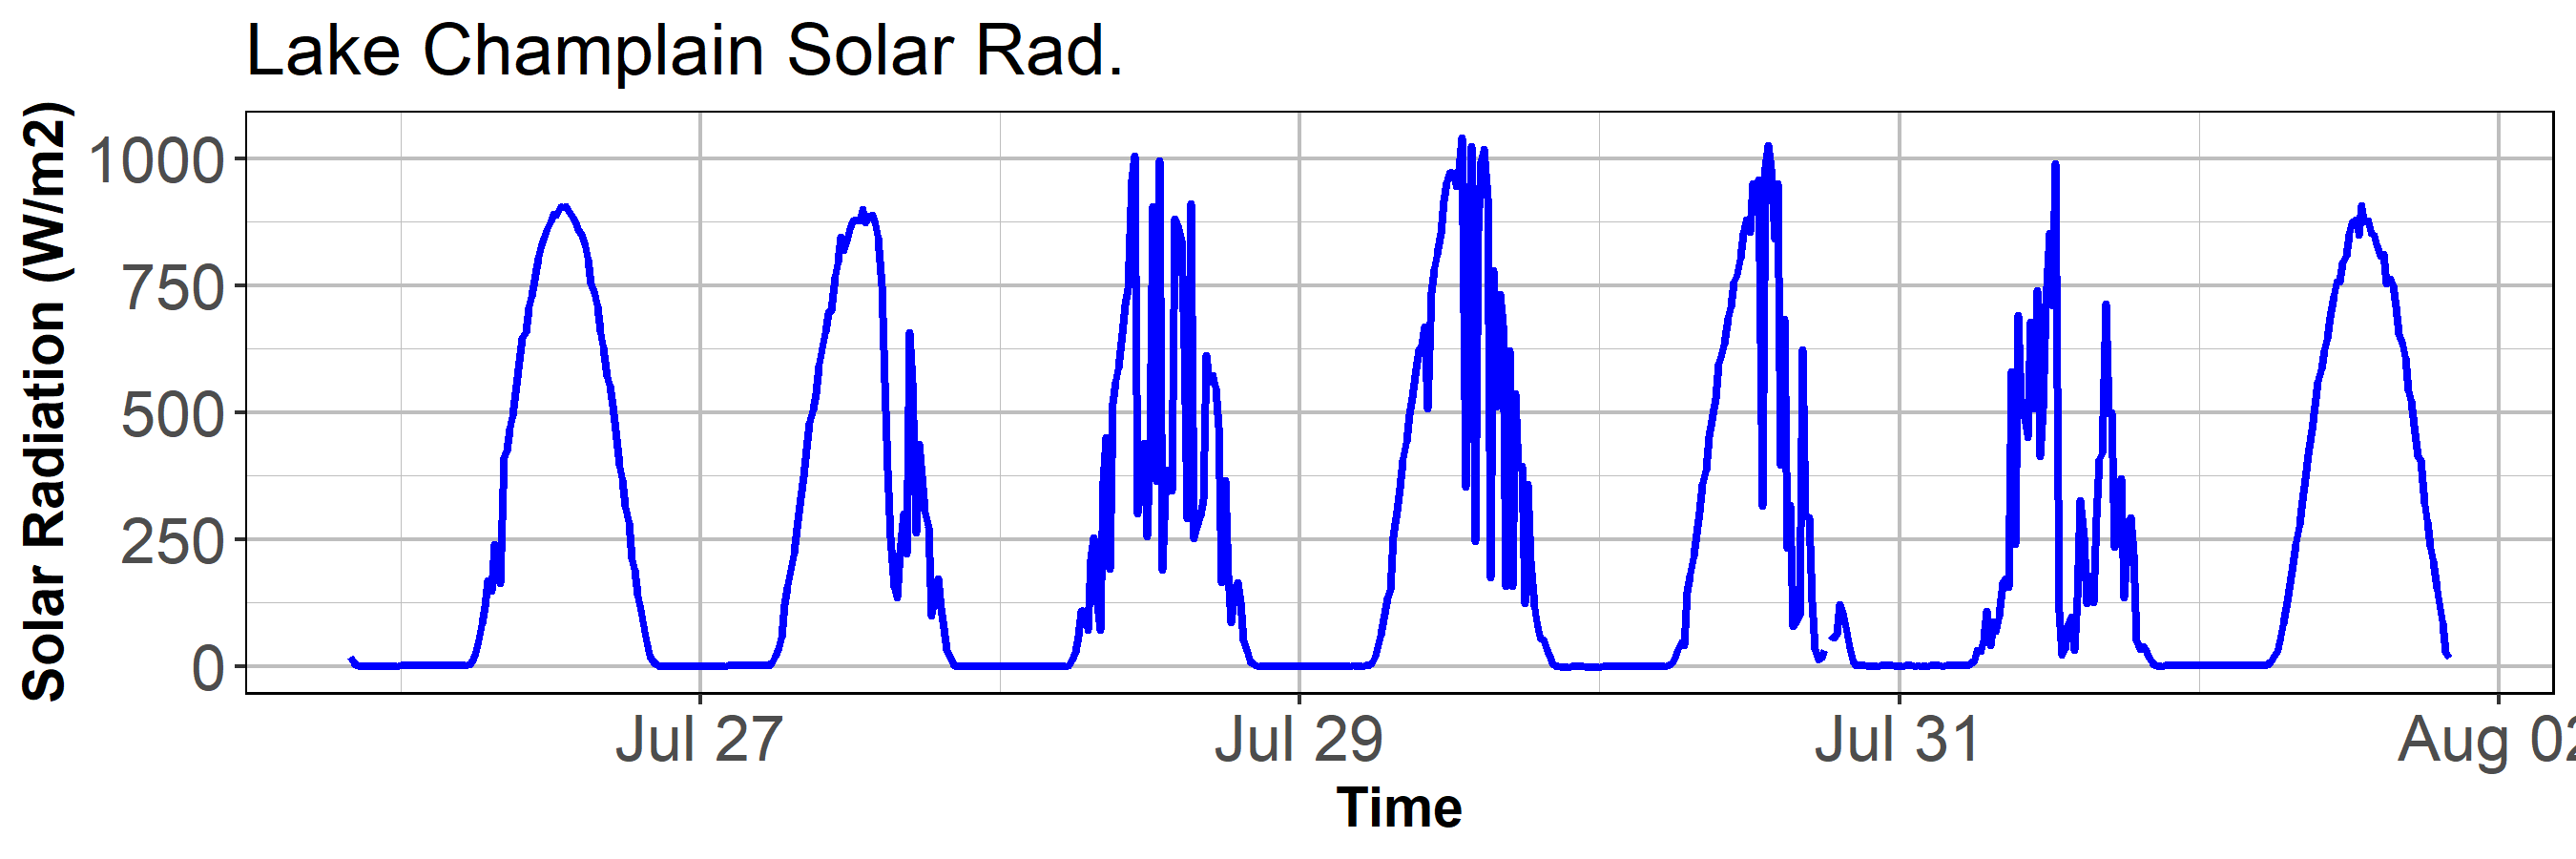 Lake Champlain Solar Rad.
Solar Radiation (W/m2)
1000
750
500
250
0
Jul 27 Jul 29 Jul 31 Aug 02
Time